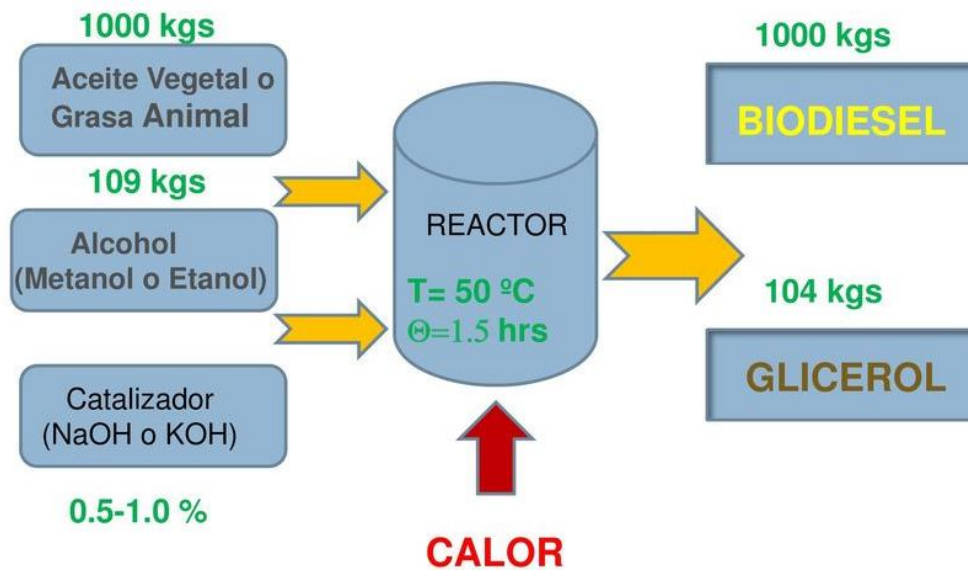 1000 kgs
Aceite Vegetal o
Grasa Animal
109 kgs
Alcohol
(Metanol o Etanol)
Catalizador
(NaOH o KOH)
0.5-1.0 %
REACTOR
T= 50 ºC
Θ=1.5 hrs
CALOR
1000 kgs
BIODIESEL
104 kgs
GLICEROL